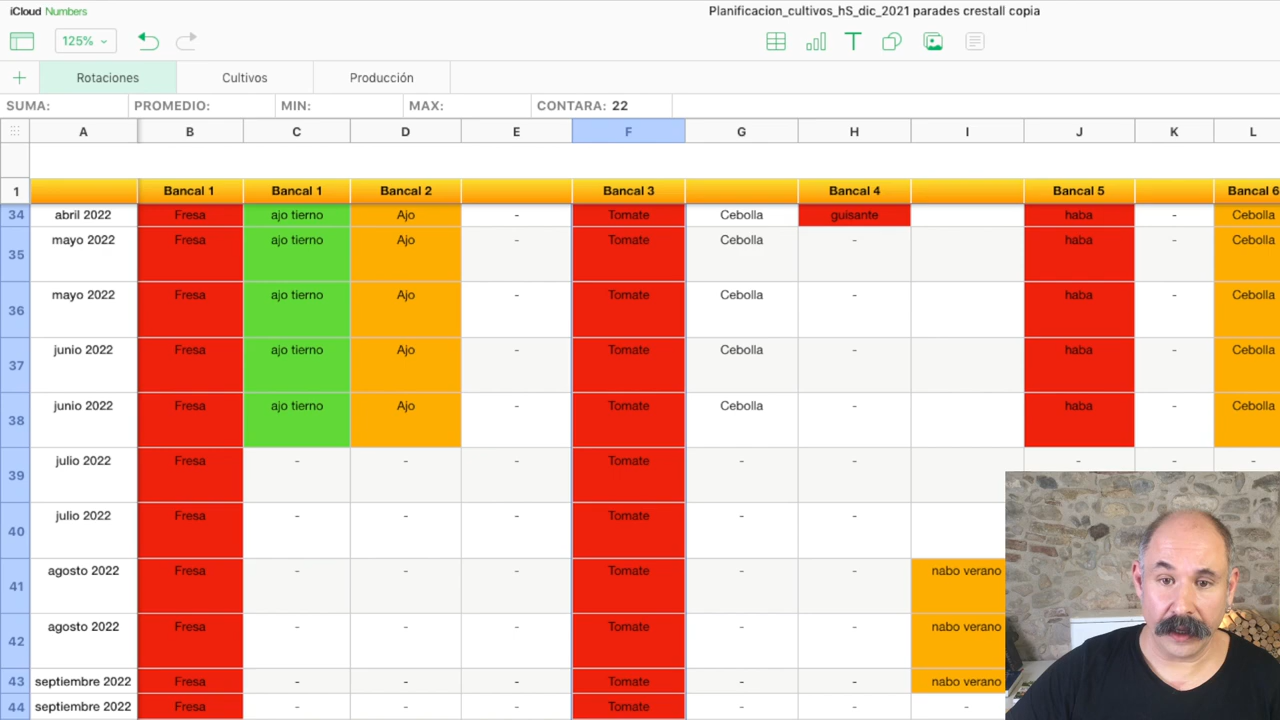 iCloud Numbers
Planificacion_cultivos_hS_dic_2021 parades crestall copia
125%
Rotaciones Cultivos Producción
SUMA: PROMEDIO: MIN: MAX: CONTARA: 22
A B C D E F G H I J K L
1 Bancal 1 Bancal 1 Bancal 2 Bancal 3 Bancal 4 Bancal 5 Bancal 6
34 abril 2022 Fresa ajo tierno Ajo - Tomate Cebolla guisante haba - Cebolla
35 mayo 2022 Fresa ajo tierno Ajo - Tomate Cebolla - haba - Cebolla
36 mayo 2022 Fresa ajo tierno Ajo - Tomate Cebolla - haba - Cebolla
37 junio 2022 Fresa ajo tierno Ajo - Tomate Cebolla - haba - Cebolla
38 junio 2022 Fresa ajo tierno Ajo - Tomate Cebolla - haba - Cebolla
39 julio 2022 Fresa - - - Tomate - - - - -
40 julio 2022 Fresa - - - Tomate - -
41 agosto 2022 Fresa - - - Tomate - - nabo verano
42 agosto 2022 Fresa - - - Tomate - - nabo verano
43 septiembre 2022 Fresa - - - Tomate - - nabo verano
44 septiembre 2022 Fresa - - - Tomate - - -